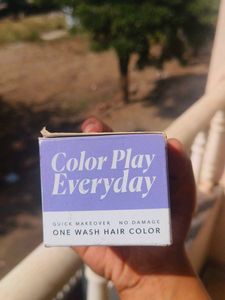 Color Play
Everyday
QUICK MAKEOVER NO DAMAGE
ONE WASH HAIR COLOR